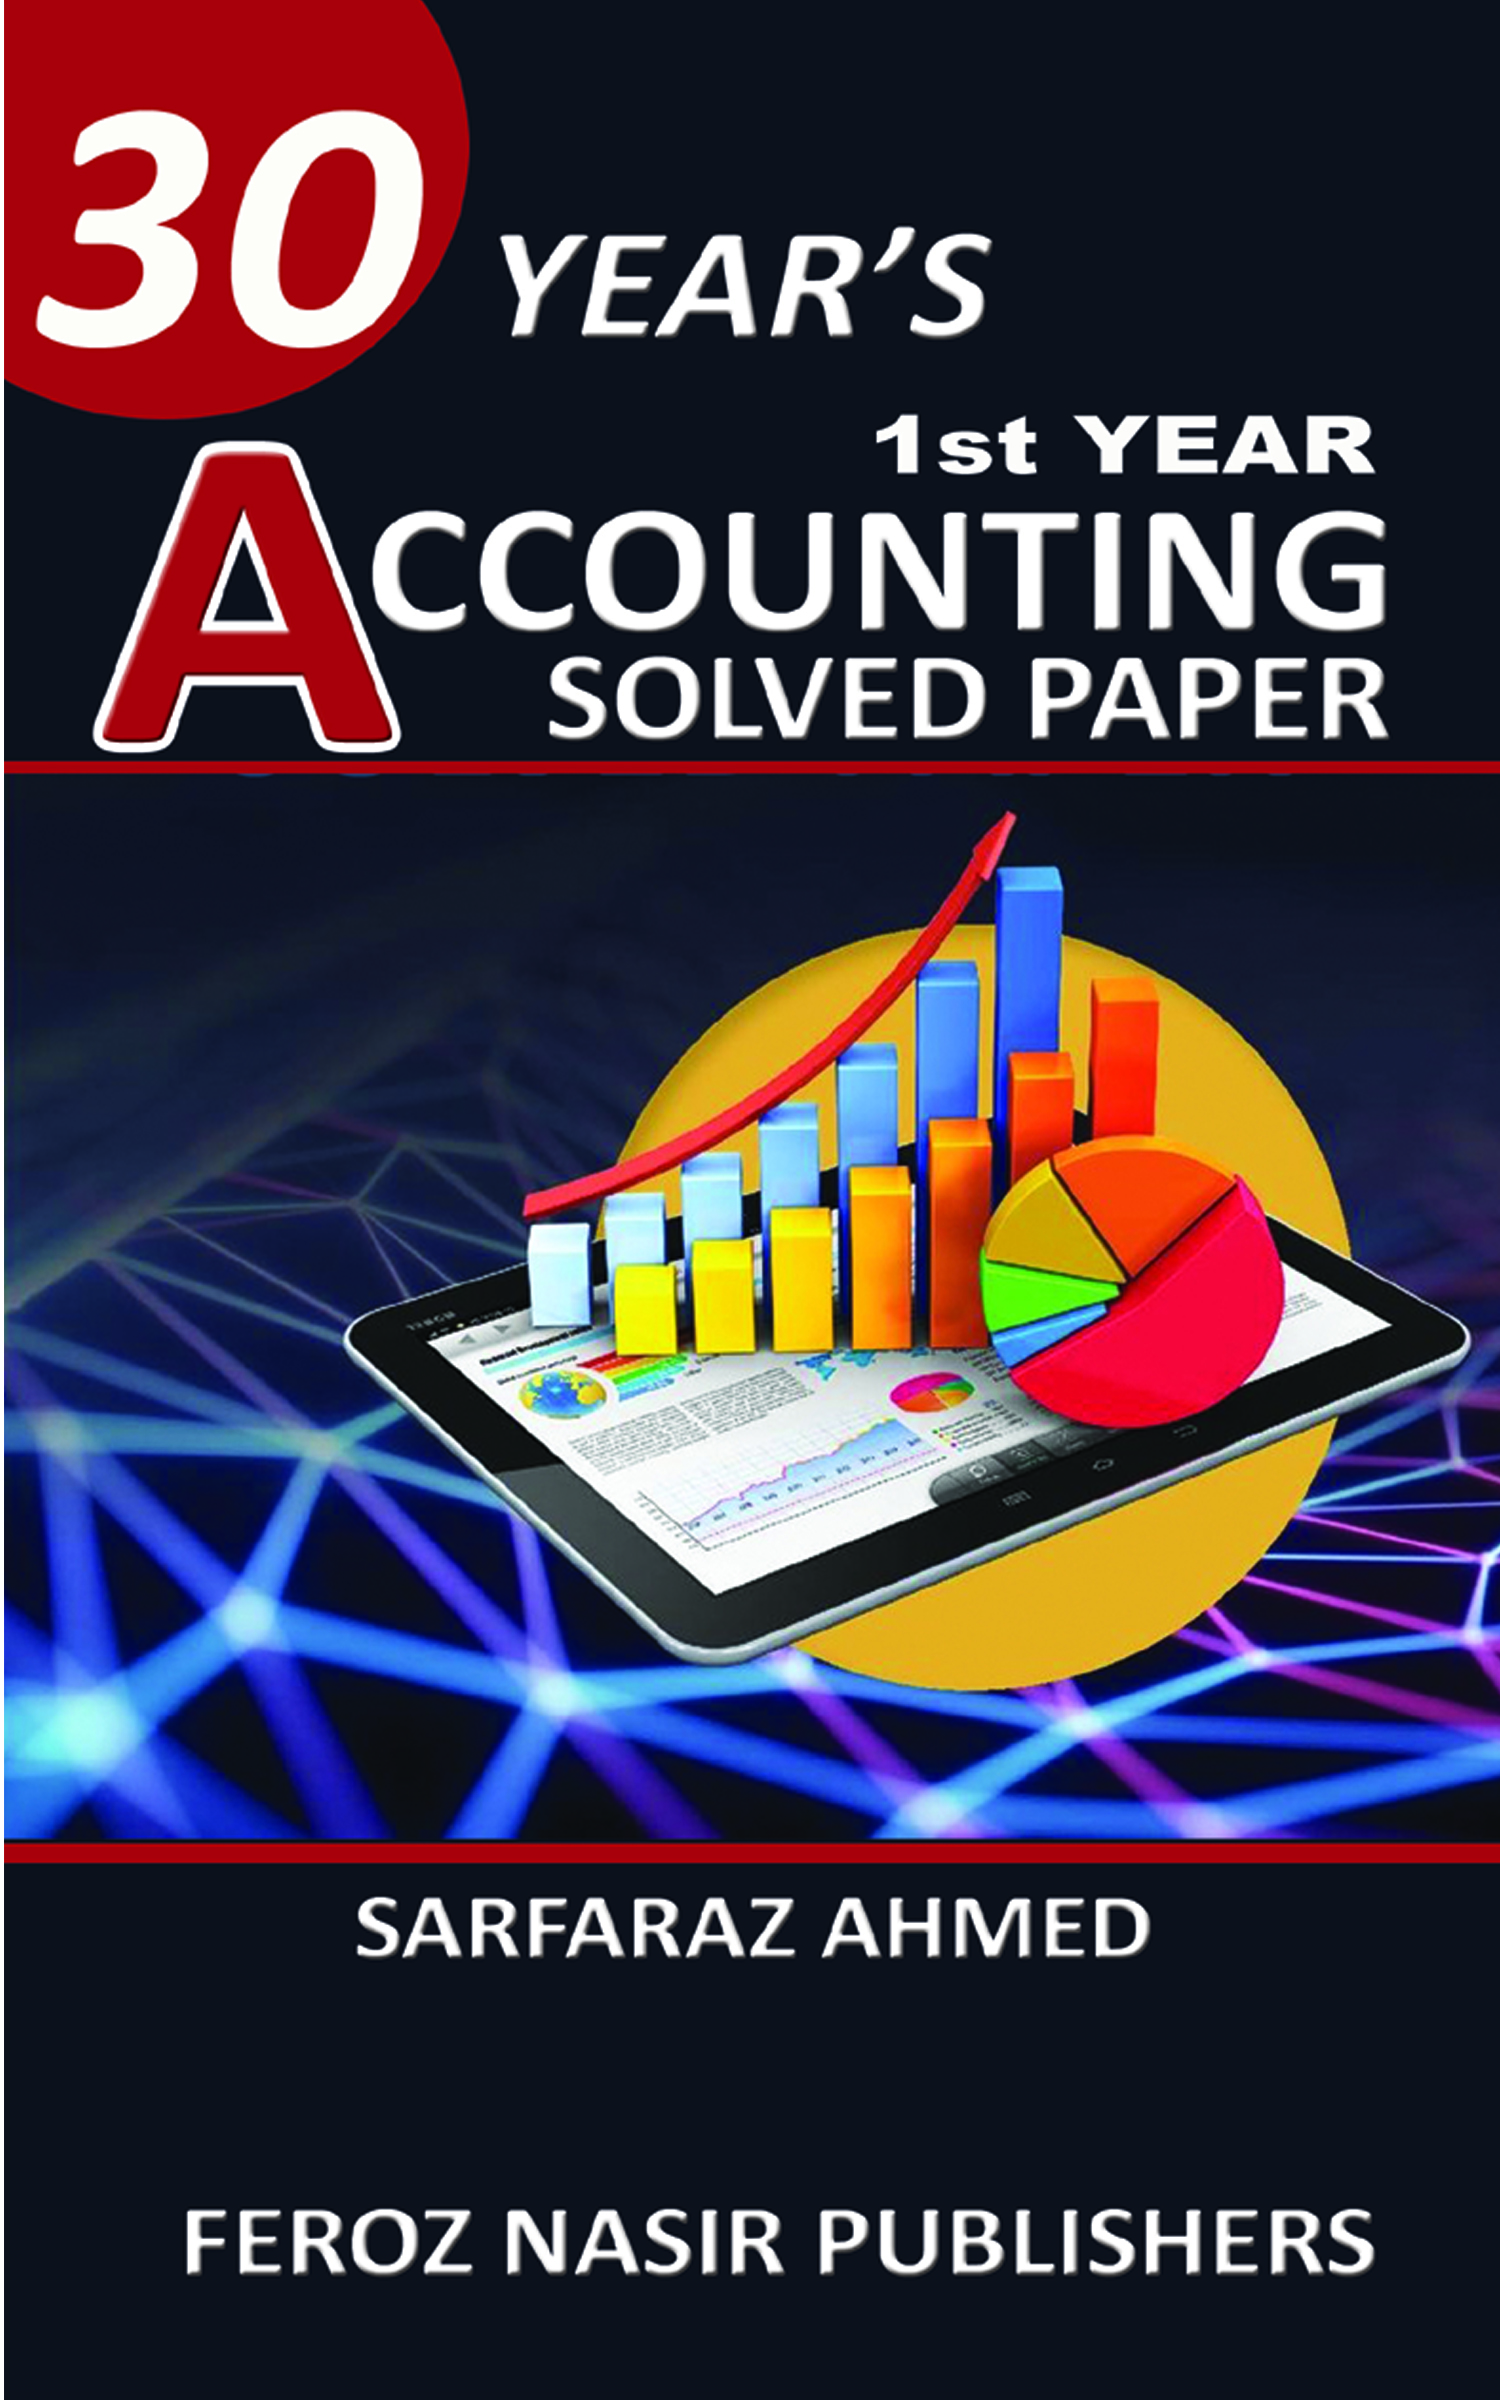 30 YEAR'S
1st YEAR
ACCOUNTING
SOLVED PAPER
SARFARAZ AHMED
FEROZ NASIR PUBLISHERS